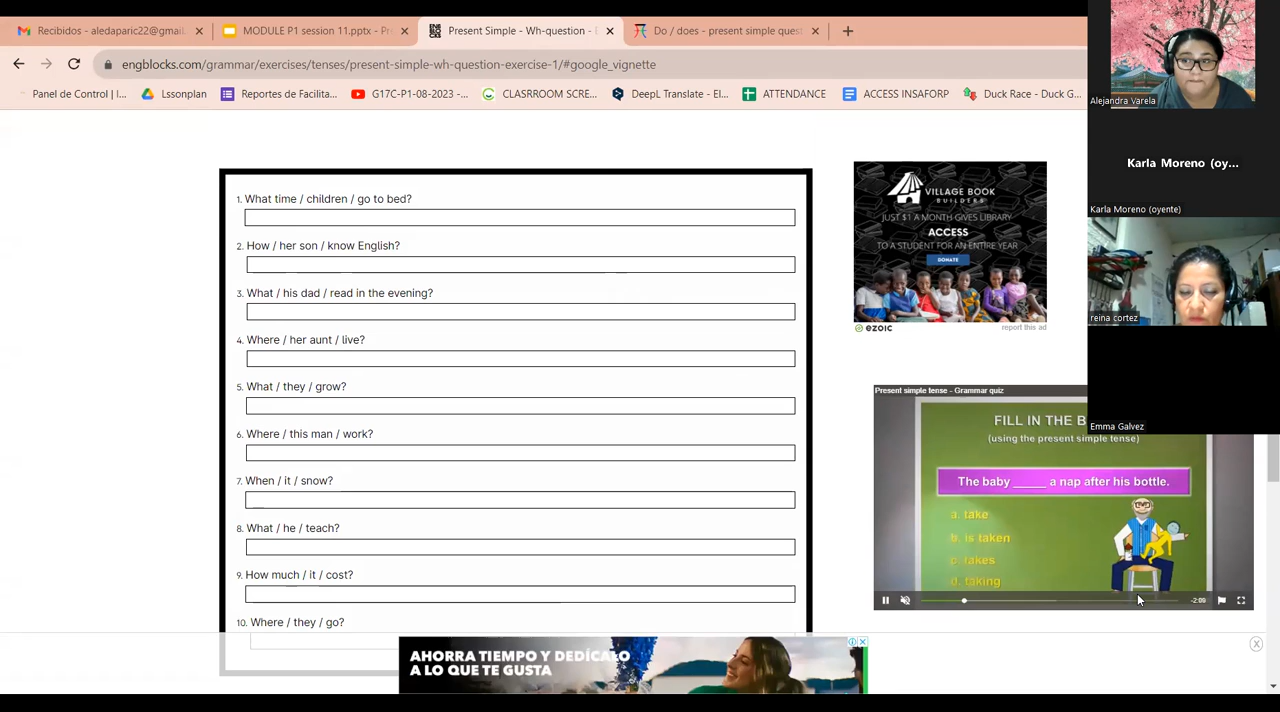 Recibidos - aledaparic22@gmail
MODULE P1 session 11.pptx - Pr
Present Simple - Wh-question -
Do / does - present simple quest
engblocks.com/grammar/exercises/tenses/present-simple-wh-question-exercise-1/#google_vignette
Panel de Control | I...
Lssonplan
Reportes de Facilita...
G17C-P1-08-2023 -...
CLASRROOM SCRE...
DeepL Translate - El...
ATTENDANCE
ACCESS INSAFORP
Duck Race - Duck G...
Alejandra Varela
Karla Moreno (oy...
Karla Moreno (oyente)
reina cortez
Emma Galvez
1. What time / children / go to bed?
2. How / her son / know English?
3. What / his dad / read in the evening?
4. Where / her aunt / live?
5. What / they / grow?
6. Where / this man / work?
7. When / it / snow?
8. What / he / teach?
9. How much / it / cost?
10. Where / they / go?
VILLAGE BOOK
BUILDERS
JUST $1 A MONTH GIVES LIBRARY
ACCESS
TO A STUDENT FOR AN ENTIRE YEAR
DONATE
ezoic
report this ad
Present simple tense - Grammar quiz
FILL IN THE B
(using the present simple tense)
The baby _____ a nap after his bottle.
a. take
b. is taken
c. takes
d. taking
-2:09
AHORRA TIEMPO Y DEDÍCALO
A LO QUE TE GUSTA